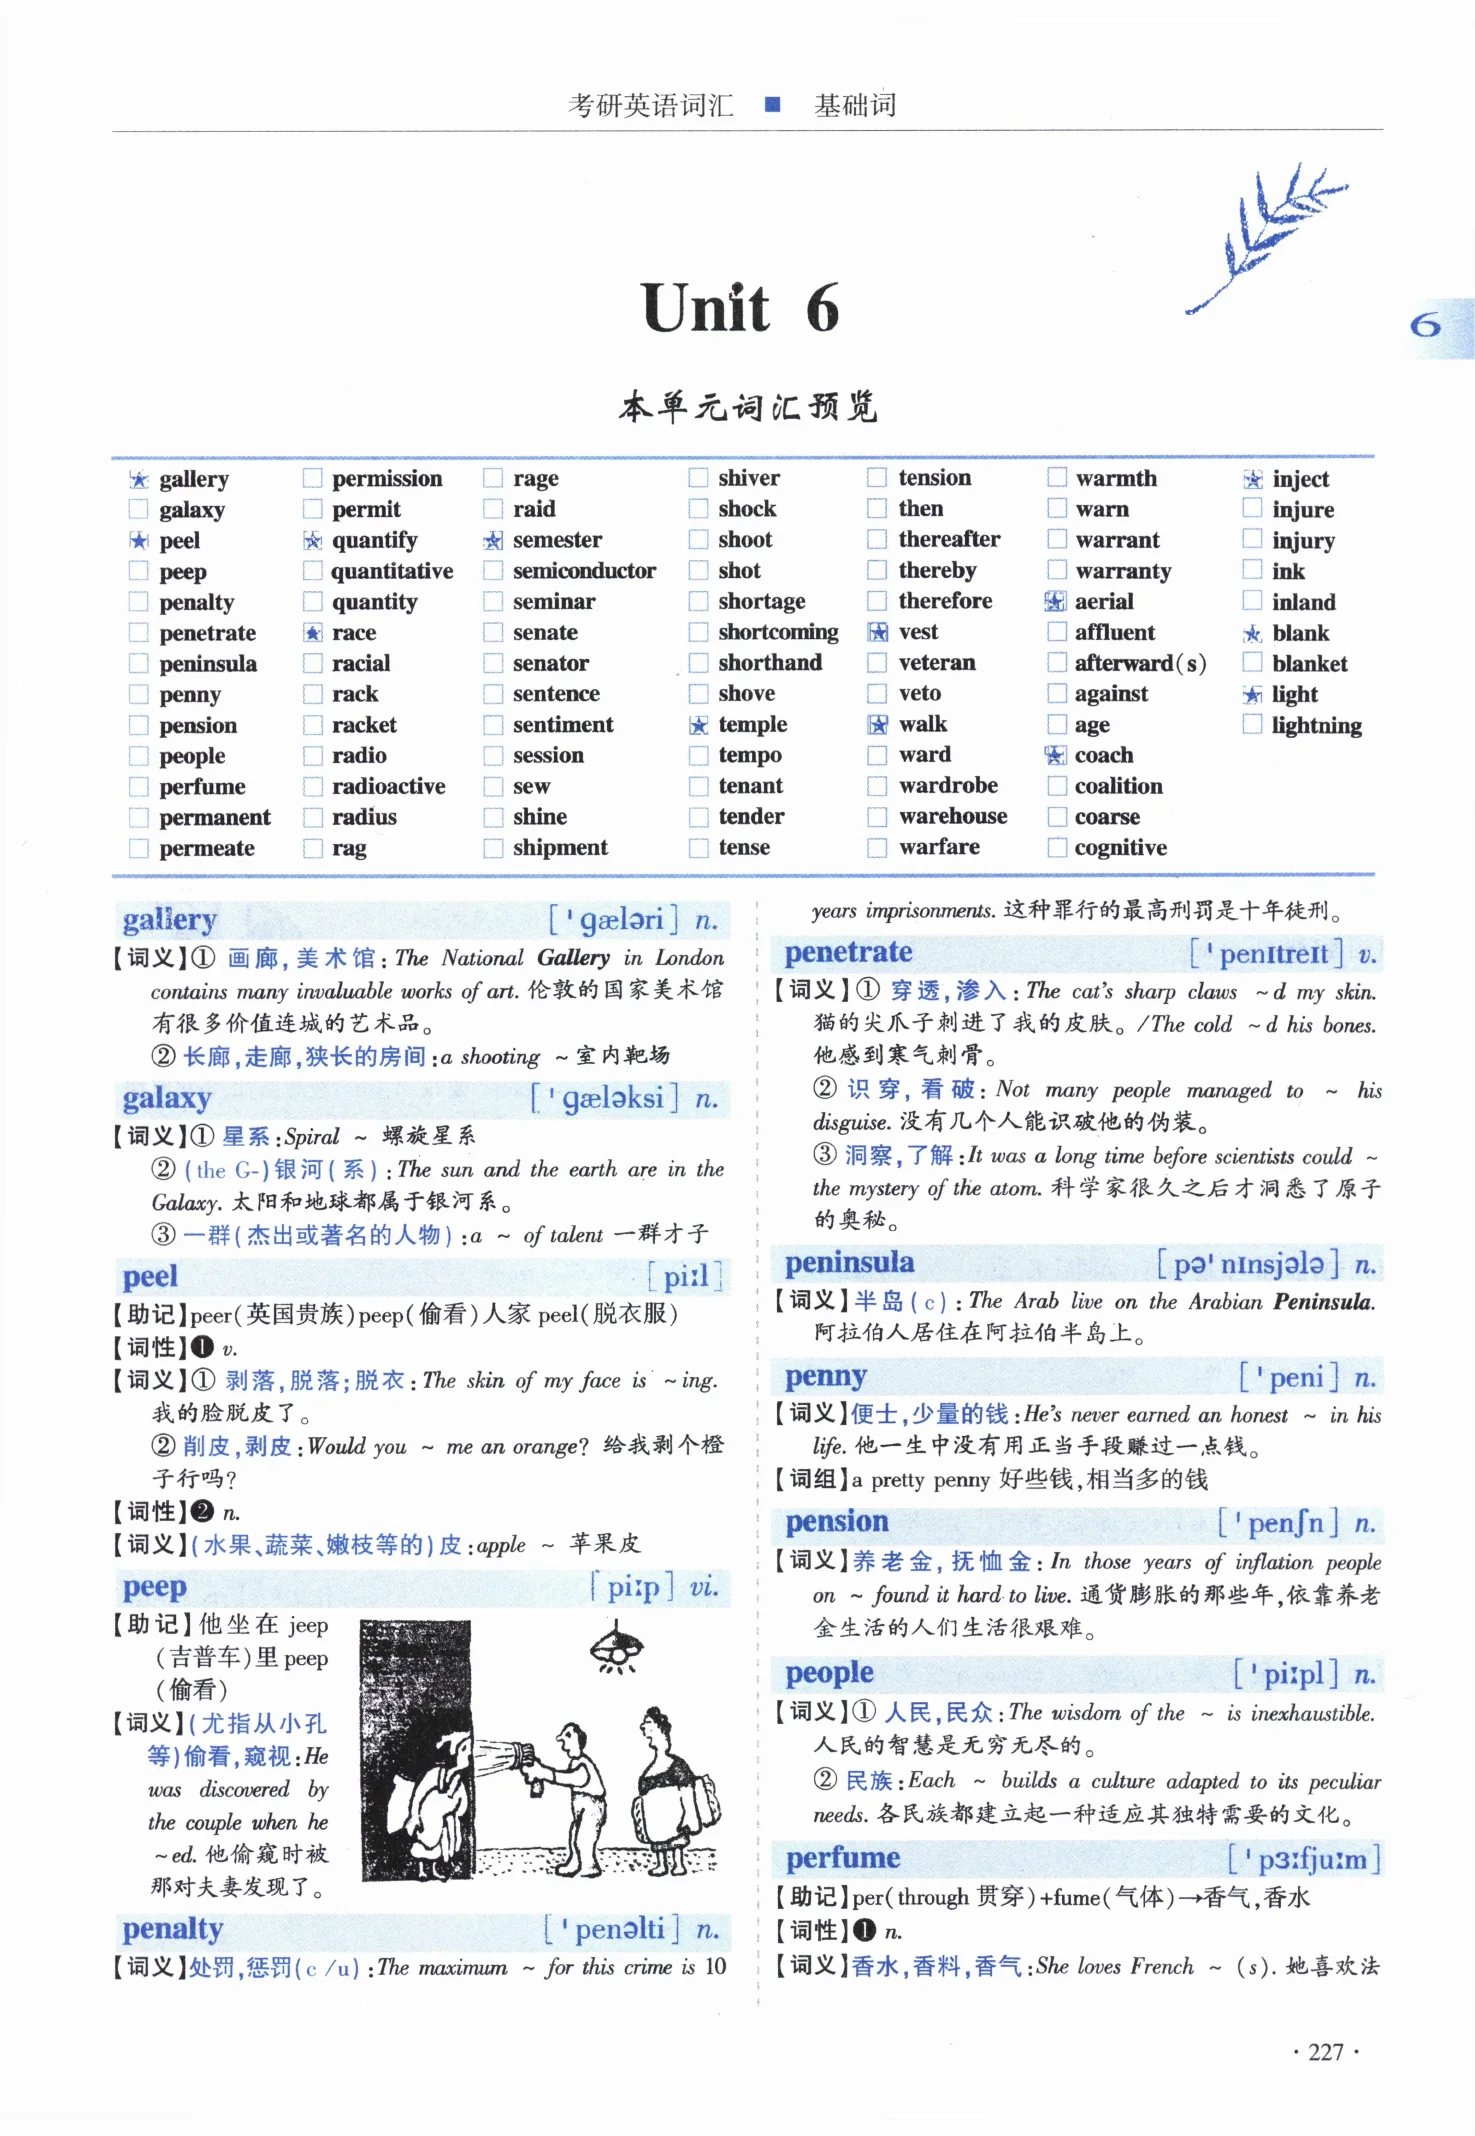 考研英语词汇 ■ 基础词
Unit 6
6
本单元词汇预览
★ gallery □ permission □ rage □ shiver □ tension □ warmth ★ inject
□ galaxy □ permit □ raid □ shock □ then □ warn □ injure
★ peel ★ quantify ★ semester □ shoot □ thereafter □ warrant □ injury
□ peep □ quantitative □ semiconductor □ shot □ thereby □ warranty □ ink
□ penalty □ quantity □ seminar □ shortage □ therefore ★ aerial □ inland
□ penetrate ★ race □ senate □ shortcoming ★ vest □ affluent ★ blank
□ peninsula □ racial □ senator □ shorthand □ veteran □ afterward(s) □ blanket
□ penny □ rack □ sentence □ shove □ veto □ against ★ light
□ pension □ racket □ sentiment ★ temple ★ walk □ age □ lightning
□ people □ radio □ session □ tempo □ ward ★ coach
□ perfume □ radioactive □ sew □ tenant □ wardrobe □ coalition
□ permanent □ radius □ shine □ tender □ warehouse □ coarse
□ permeate □ rag □ shipment □ tense □ warfare □ cognitive
gallery [ˈɡæləri] n.
【词义】① 画廊,美术馆:The National Gallery in London
contains many invaluable works of art. 伦敦的国家美术馆
有很多价值连城的艺术品。
② 长廊,走廊,狭长的房间:a shooting ~ 室内靶场
galaxy [ˈɡæləksi] n.
【词义】① 星系:Spiral ~ 螺旋星系
② (the G-)银河(系):The sun and the earth are in the
Galaxy. 太阳和地球都属于银河系。
③ 一群(杰出或著名的人物):a ~ of talent 一群才子
peel [piːl]
【助记】peer(英国贵族)peep(偷看)人家 peel(脱衣服)
【词性】❶ v.
【词义】① 剥落,脱落;脱衣:The skin of my face is ~ing.
我的脸脱皮了。
② 削皮,剥皮:Would you ~ me an orange? 给我剥个橙
子行吗?
【词性】❷ n.
【词义】(水果、蔬菜、嫩枝等的)皮:apple ~ 苹果皮
peep [piːp] vi.
【助记】他坐在 jeep
(吉普车)里 peep
(偷看)
【词义】(尤指从小孔
等)偷看,窥视:He
was discovered by
the couple when he
~ed. 他偷窥时被
那对夫妻发现了。
penalty [ˈpenəlti] n.
【词义】处罚,惩罚(c /u):The maximum ~ for this crime is 10
years imprisonments. 这种罪行的最高刑罚是十年徒刑。
penetrate [ˈpenɪtreɪt] v.
【词义】① 穿透,渗入:The cat's sharp claws ~d my skin.
猫的尖爪子刺进了我的皮肤。/The cold ~d his bones.
他感到寒气刺骨。
② 识穿,看破:Not many people managed to ~ his
disguise. 没有几个人能识破他的伪装。
③ 洞察,了解:It was a long time before scientists could ~
the mystery of the atom. 科学家很久之后才洞悉了原子
的奥秘。
peninsula [pəˈnɪnsjələ] n.
【词义】半岛(c):The Arab live on the Arabian Peninsula.
阿拉伯人居住在阿拉伯半岛上。
penny [ˈpeni] n.
【词义】便士,少量的钱:He's never earned an honest ~ in his
life. 他一生中没有用正当手段赚过一点钱。
【词组】a pretty penny 好些钱,相当多的钱
pension [ˈpenʃn] n.
【词义】养老金,抚恤金:In those years of inflation people
on ~ found it hard to live. 通货膨胀的那些年,依靠养老
金生活的人们生活很艰难。
people [ˈpiːpl] n.
【词义】① 人民,民众:The wisdom of the ~ is inexhaustible.
人民的智慧是无穷无尽的。
② 民族:Each ~ builds a culture adapted to its peculiar
needs. 各民族都建立起一种适应其独特需要的文化。
perfume [ˈpɜːfjuːm]
【助记】per(through 贯穿)+fume(气体)→香气,香水
【词性】❶ n.
【词义】香水,香料,香气:She loves French ~ (s). 她喜欢法
·227·